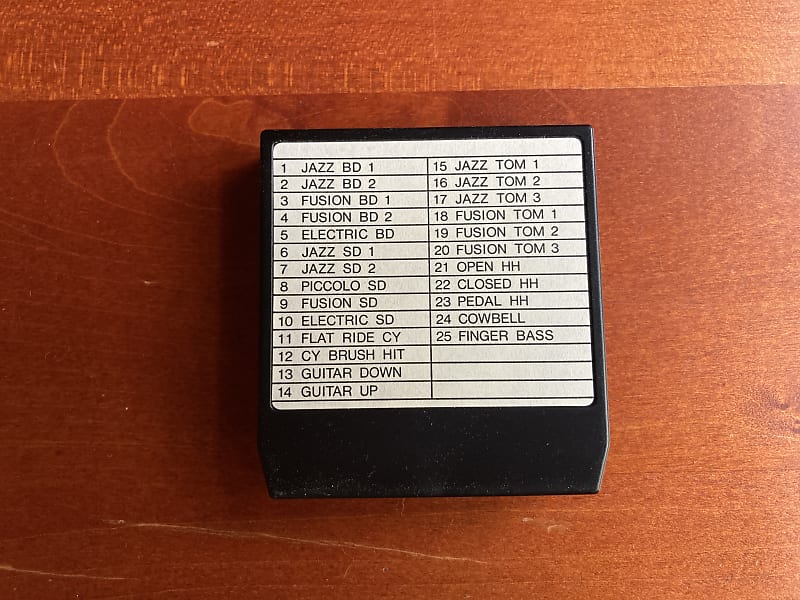 1 JAZZ BD 1
2 JAZZ BD 2
3 FUSION BD 1
4 FUSION BD 2
5 ELECTRIC BD
6 JAZZ SD 1
7 JAZZ SD 2
8 PICCOLO SD
9 FUSION SD
10 ELECTRIC SD
11 FLAT RIDE CY
12 CY BRUSH HIT
13 GUITAR DOWN
14 GUITAR UP
15 JAZZ TOM 1
16 JAZZ TOM 2
17 JAZZ TOM 3
18 FUSION TOM 1
19 FUSION TOM 2
20 FUSION TOM 3
21 OPEN HH
22 CLOSED HH
23 PEDAL HH
24 COWBELL
25 FINGER BASS